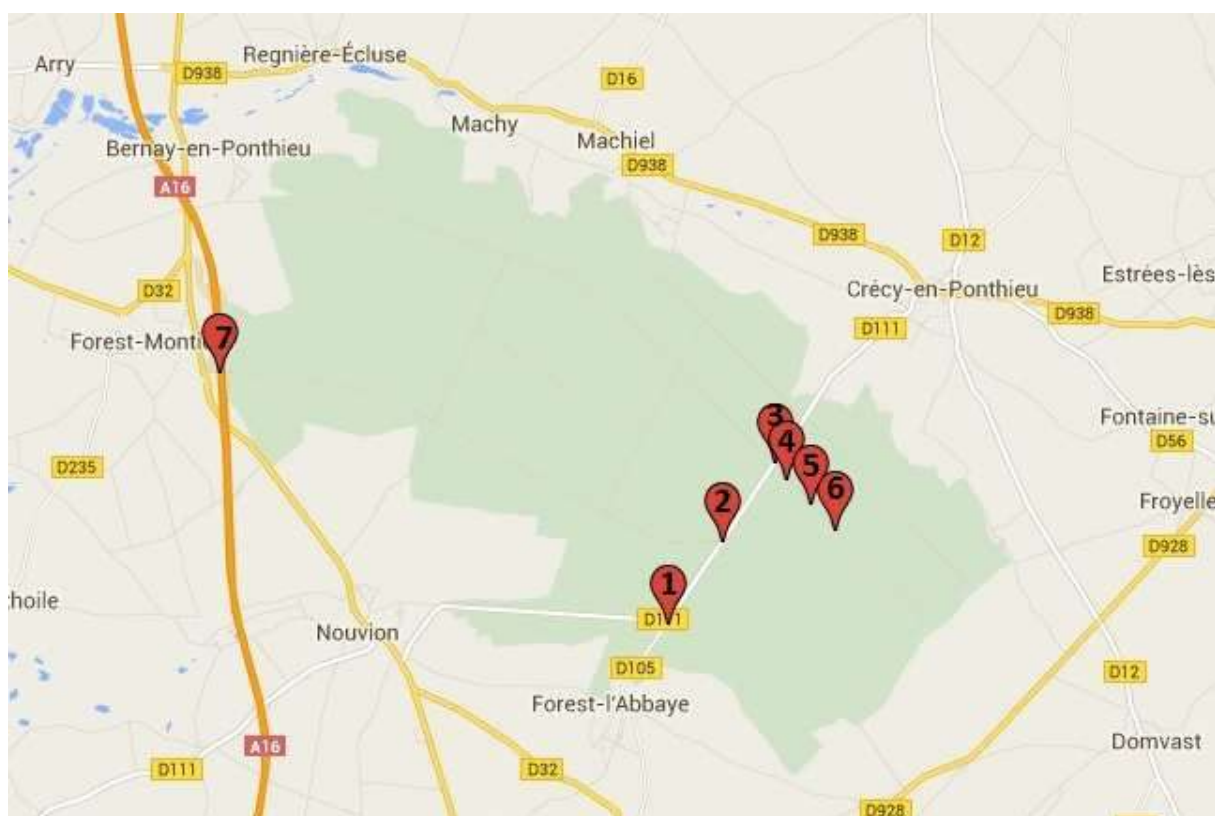 Regnière-Écluse
Arry
D938
D16
Machy
Machiel
Bernay-en-Ponthieu
D938
A16
D938
D12
Estrées-lès
Crécy-en-Ponthieu
D32
D938
D111
7
Forest-Monti
3
Fontaine-su
4
D56
5
D235
6
2
Froyelle
D928
1
thoile
Nouvion
D105
D12
Forest-l'Abbaye
A16
Domvast
D111
D32
D928